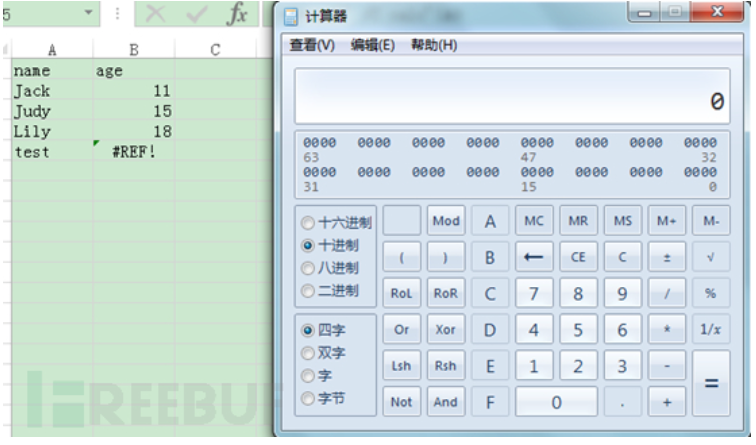 5 fx 计算器
查看(V) 编辑(E) 帮助(H)
A B C
name age
Jack 11
Judy 15
Lily 18
test #REF!
0
0000 0000 0000 0000 0000 0000 0000 0000
63 47 32
0000 0000 0000 0000 0000 0000 0000 0000
31 15 0
十六进制
十进制
八进制
二进制
四字
双字
字
字节
Mod A MC MR MS M+ M-
( ) B ← CE C ± √
RoL RoR C 7 8 9 / %
Or Xor D 4 5 6 * 1/x
Lsh Rsh E 1 2 3 - =
Not And F 0 . +
REEBUF